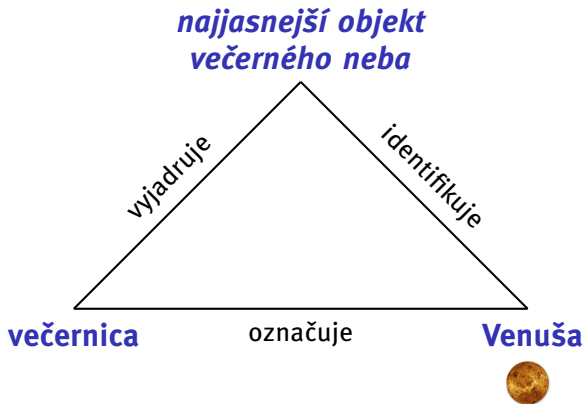 najjasnejší objekt
večerného neba
vyjadruje
identifikuje
večernica
označuje
Venuša